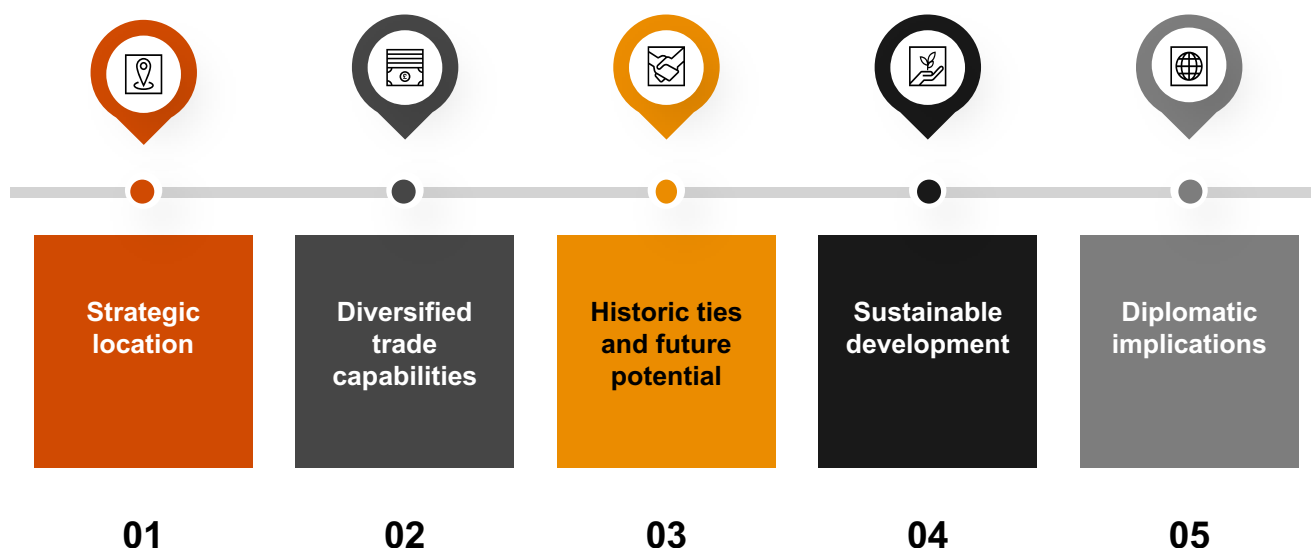 Strategic
location
Diversified
trade
capabilities
Historic ties
and future
potential
Sustainable
development
Diplomatic
implications
01
02
03
04
05